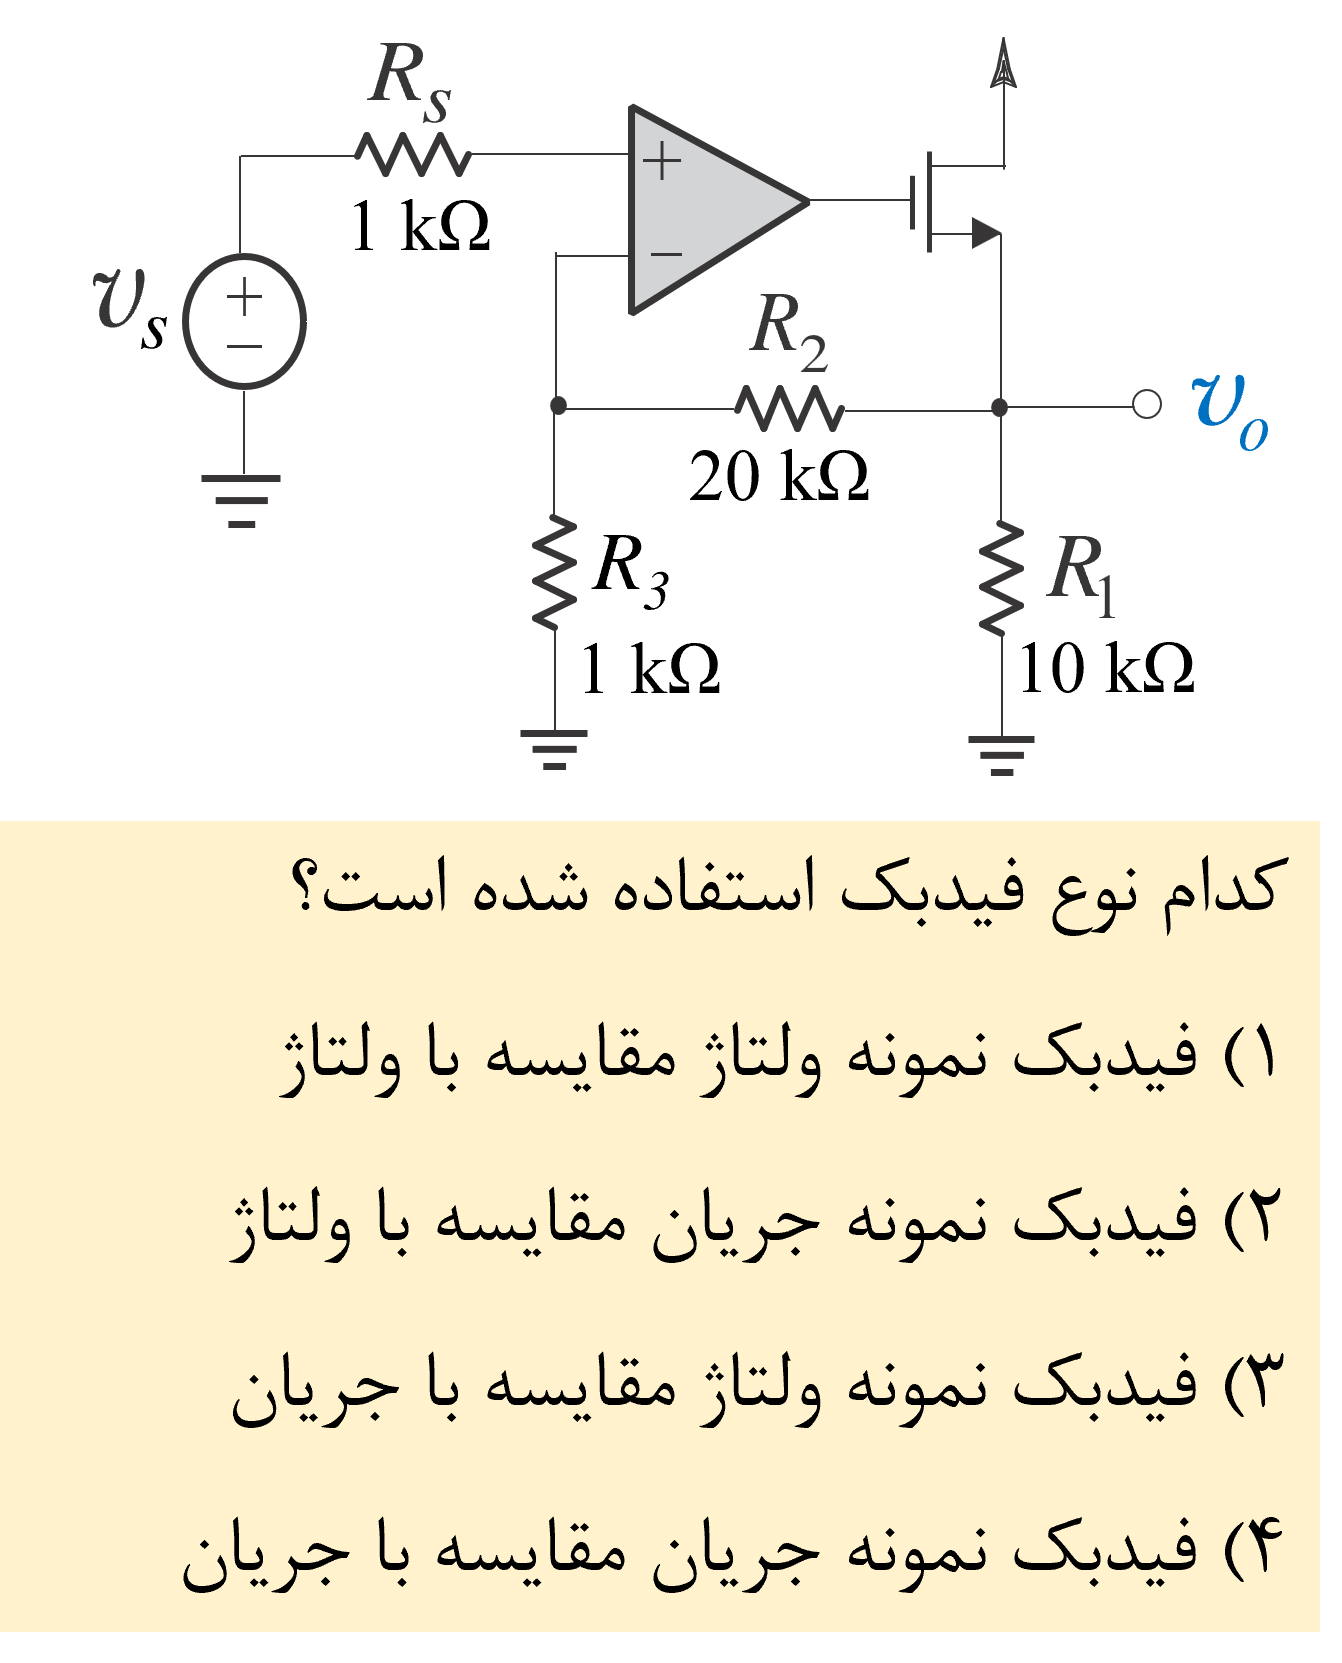 R_s
1 kΩ
+
−
v_s
+
−
R_2
20 kΩ
v_o
R_3
1 kΩ
R_1
10 kΩ
کدام نوع فیدبک استفاده شده است؟
۱) فیدبک نمونه ولتاژ مقایسه با ولتاژ
۲) فیدبک نمونه جریان مقایسه با ولتاژ
۳) فیدبک نمونه ولتاژ مقایسه با جریان
۴) فیدبک نمونه جریان مقایسه با جریان